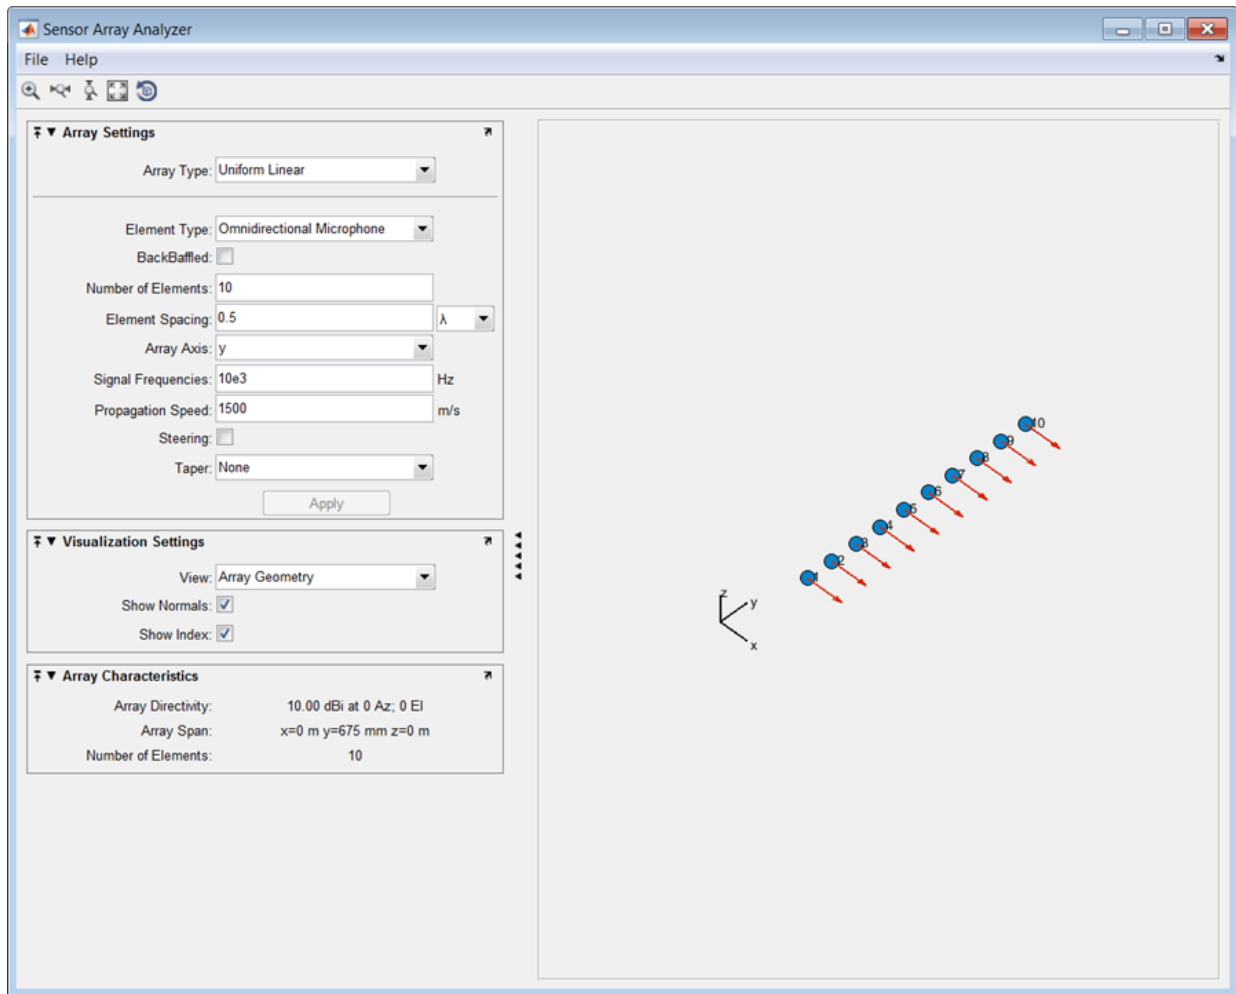 Sensor Array Analyzer
File Help
Array Settings
Array Type: Uniform Linear
Element Type: Omnidirectional Microphone
BackBaffled:
Number of Elements: 10
Element Spacing: 0.5 λ
Array Axis: y
Signal Frequencies: 10e3 Hz
Propagation Speed: 1500 m/s
Steering:
Taper: None
Apply
Visualization Settings
View: Array Geometry
Show Normals:
Show Index:
Array Characteristics
Array Directivity: 10.00 dBi at 0 Az; 0 El
Array Span: x=0 m y=675 mm z=0 m
Number of Elements: 10
10
9
8
7
6
5
4
3
2
1
z
y
x